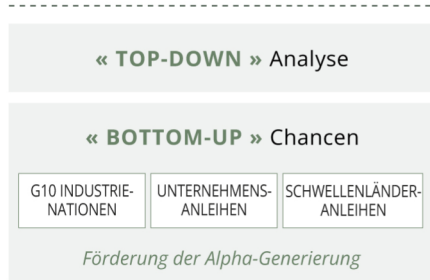 « TOP-DOWN » Analyse
« BOTTOM-UP » Chancen
G10 INDUSTRIE-
NATIONEN
UNTERNEHMENS-
ANLEIHEN
SCHWELLENLÄNDER-
ANLEIHEN
Förderung der Alpha-Generierung